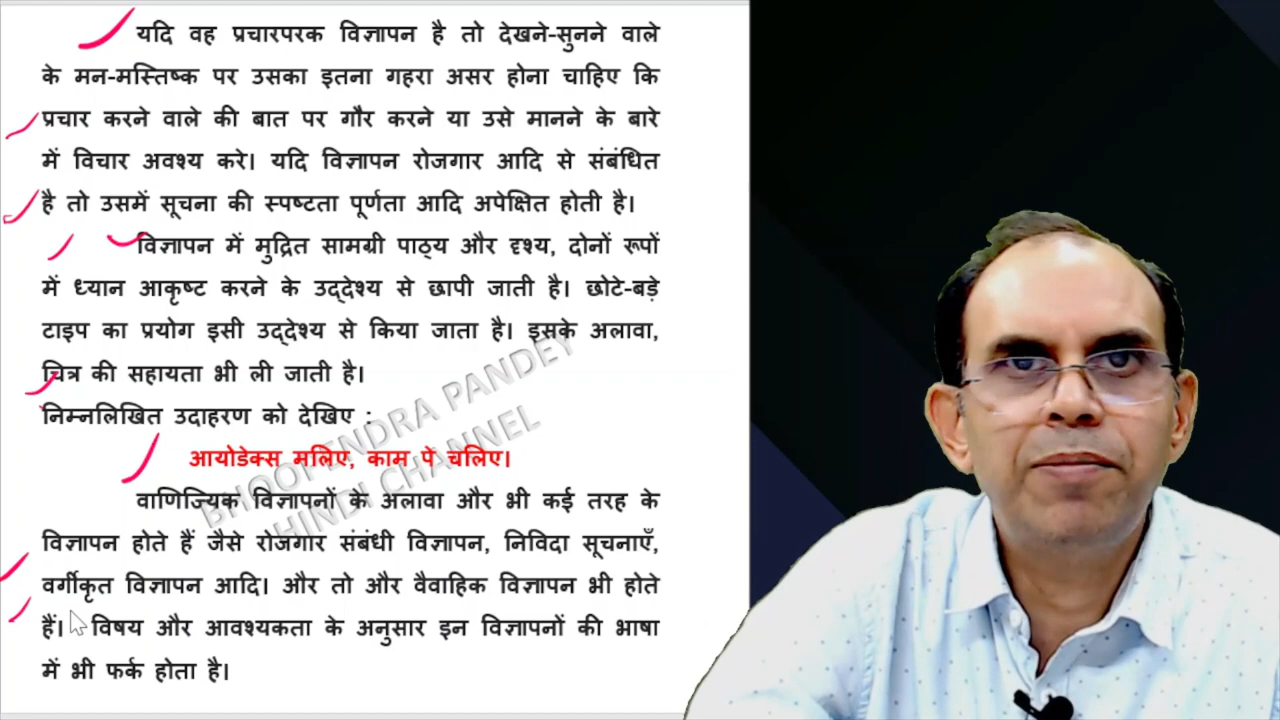 यदि वह प्रचारपरक विज्ञापन है तो देखने-सुनने वाले
के मन-मस्तिष्क पर उसका इतना गहरा असर होना चाहिए कि
प्रचार करने वाले की बात पर गौर करने या उसे मानने के बारे
में विचार अवश्य करे। यदि विज्ञापन रोजगार आदि से संबंधित
है तो उसमें सूचना की स्पष्टता पूर्णता आदि अपेक्षित होती है।
विज्ञापन में मुद्रित सामग्री पाठ्य और दृश्य, दोनों रूपों
में ध्यान आकृष्ट करने के उद्देश्य से छापी जाती है। छोटे-बड़े
टाइप का प्रयोग इसी उद्देश्य से किया जाता है। इसके अलावा,
चित्र की सहायता भी ली जाती है।
निम्नलिखित उदाहरण को देखिए :
आयोडेक्स मलिए, काम पे चलिए।
वाणिज्यिक विज्ञापनों के अलावा और भी कई तरह के
विज्ञापन होते हैं जैसे रोजगार संबंधी विज्ञापन, निविदा सूचनाएँ,
वर्गीकृत विज्ञापन आदि। और तो और वैवाहिक विज्ञापन भी होते
हैं। विषय और आवश्यकता के अनुसार इन विज्ञापनों की भाषा
में भी फर्क होता है।
BHOOPENDRA PANDEY
HINDI CHANNEL